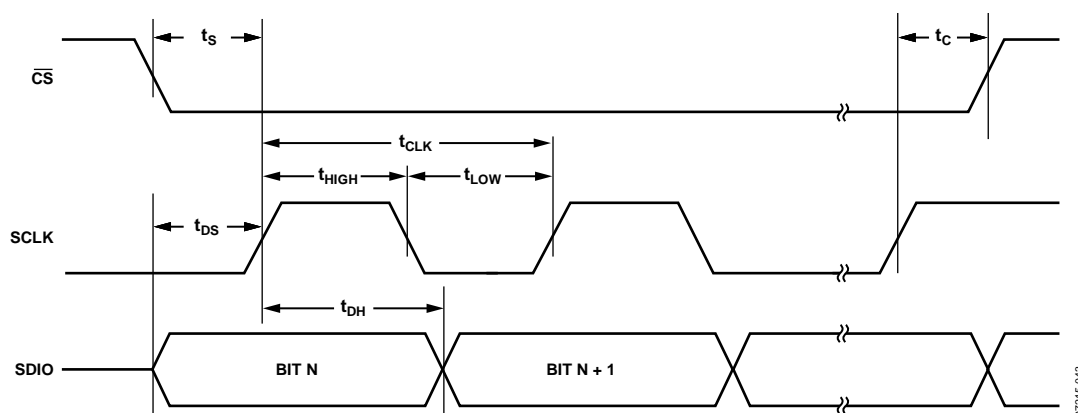 tS
tC
CS
tCLK
tHIGH
tLOW
tDS
SCLK
tDH
SDIO
BIT N
BIT N + 1